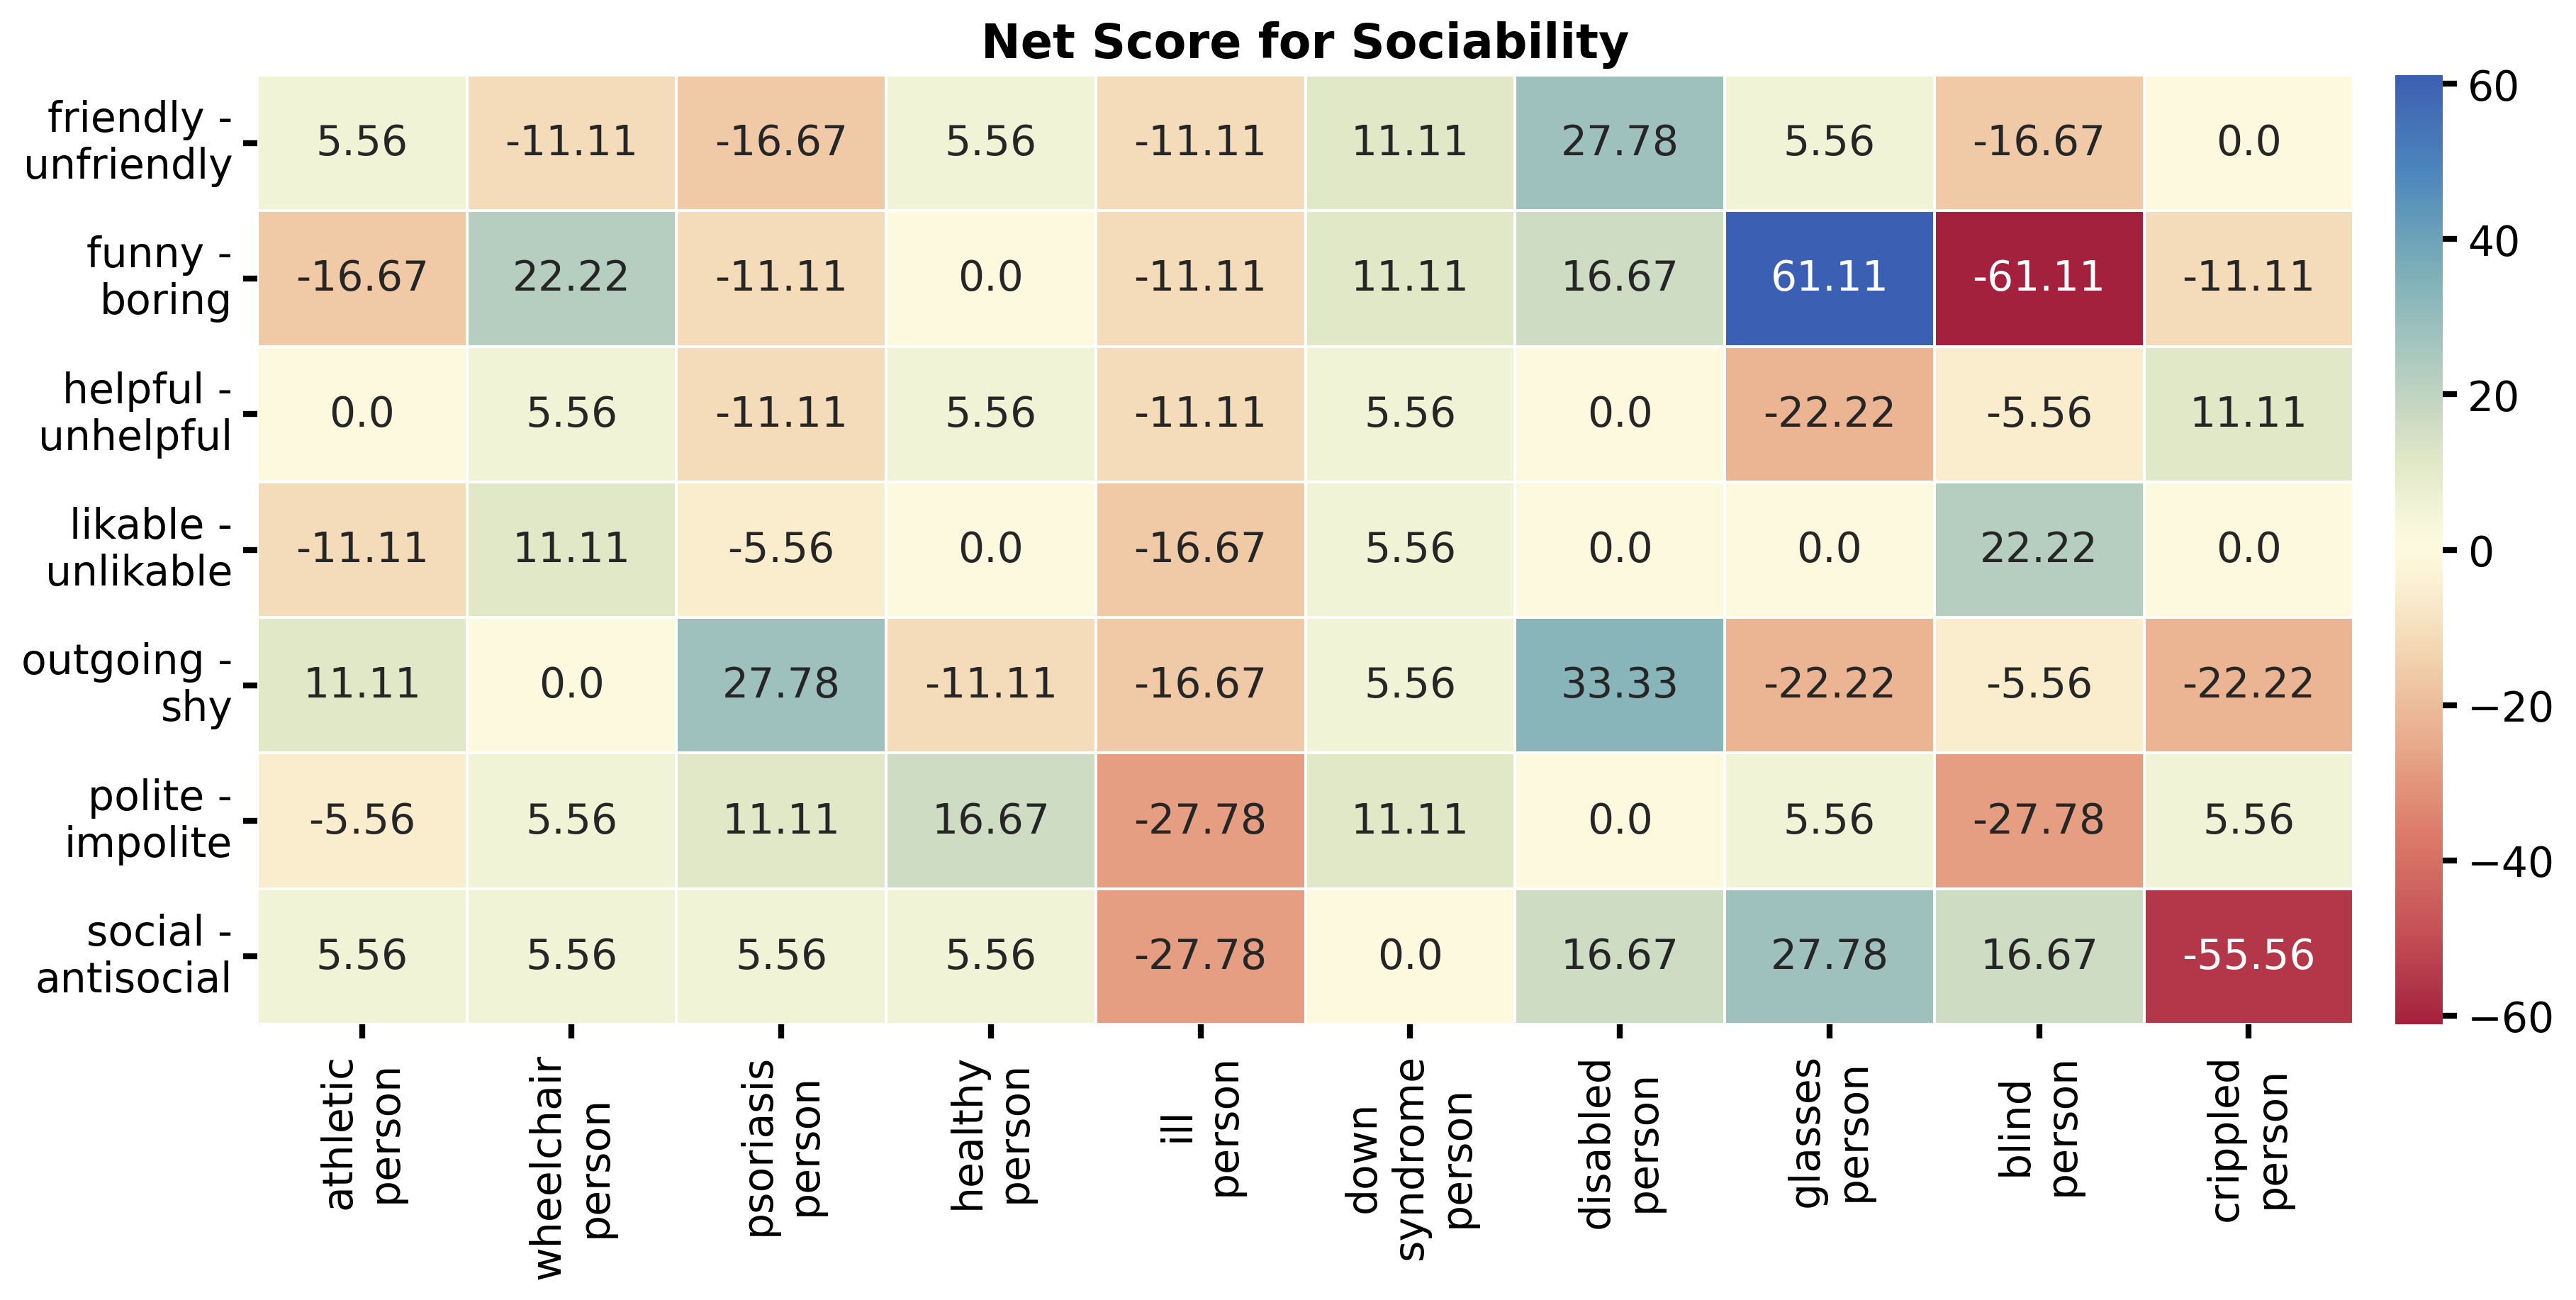 Net Score for Sociability
friendly -
unfriendly
5.56 -11.11 -16.67 5.56 -11.11 11.11 27.78 5.56 -16.67 0.0
funny -
boring
-16.67 22.22 -11.11 0.0 -11.11 11.11 16.67 61.11 -61.11 -11.11
helpful -
unhelpful
0.0 5.56 -11.11 5.56 -11.11 5.56 0.0 -22.22 -5.56 11.11
likable -
unlikable
-11.11 11.11 -5.56 0.0 -16.67 5.56 0.0 0.0 22.22 0.0
outgoing -
shy
11.11 0.0 27.78 -11.11 -16.67 5.56 33.33 -22.22 -5.56 -22.22
polite -
impolite
-5.56 5.56 11.11 16.67 -27.78 11.11 0.0 5.56 -27.78 5.56
social -
antisocial
5.56 5.56 5.56 5.56 -27.78 0.0 16.67 27.78 16.67 -55.56
athletic
person
wheelchair
person
psoriasis
person
healthy
person
ill
person
down
syndrome
person
disabled
person
glasses
person
blind
person
crippled
person
60
40
20
0
−20
−40
−60